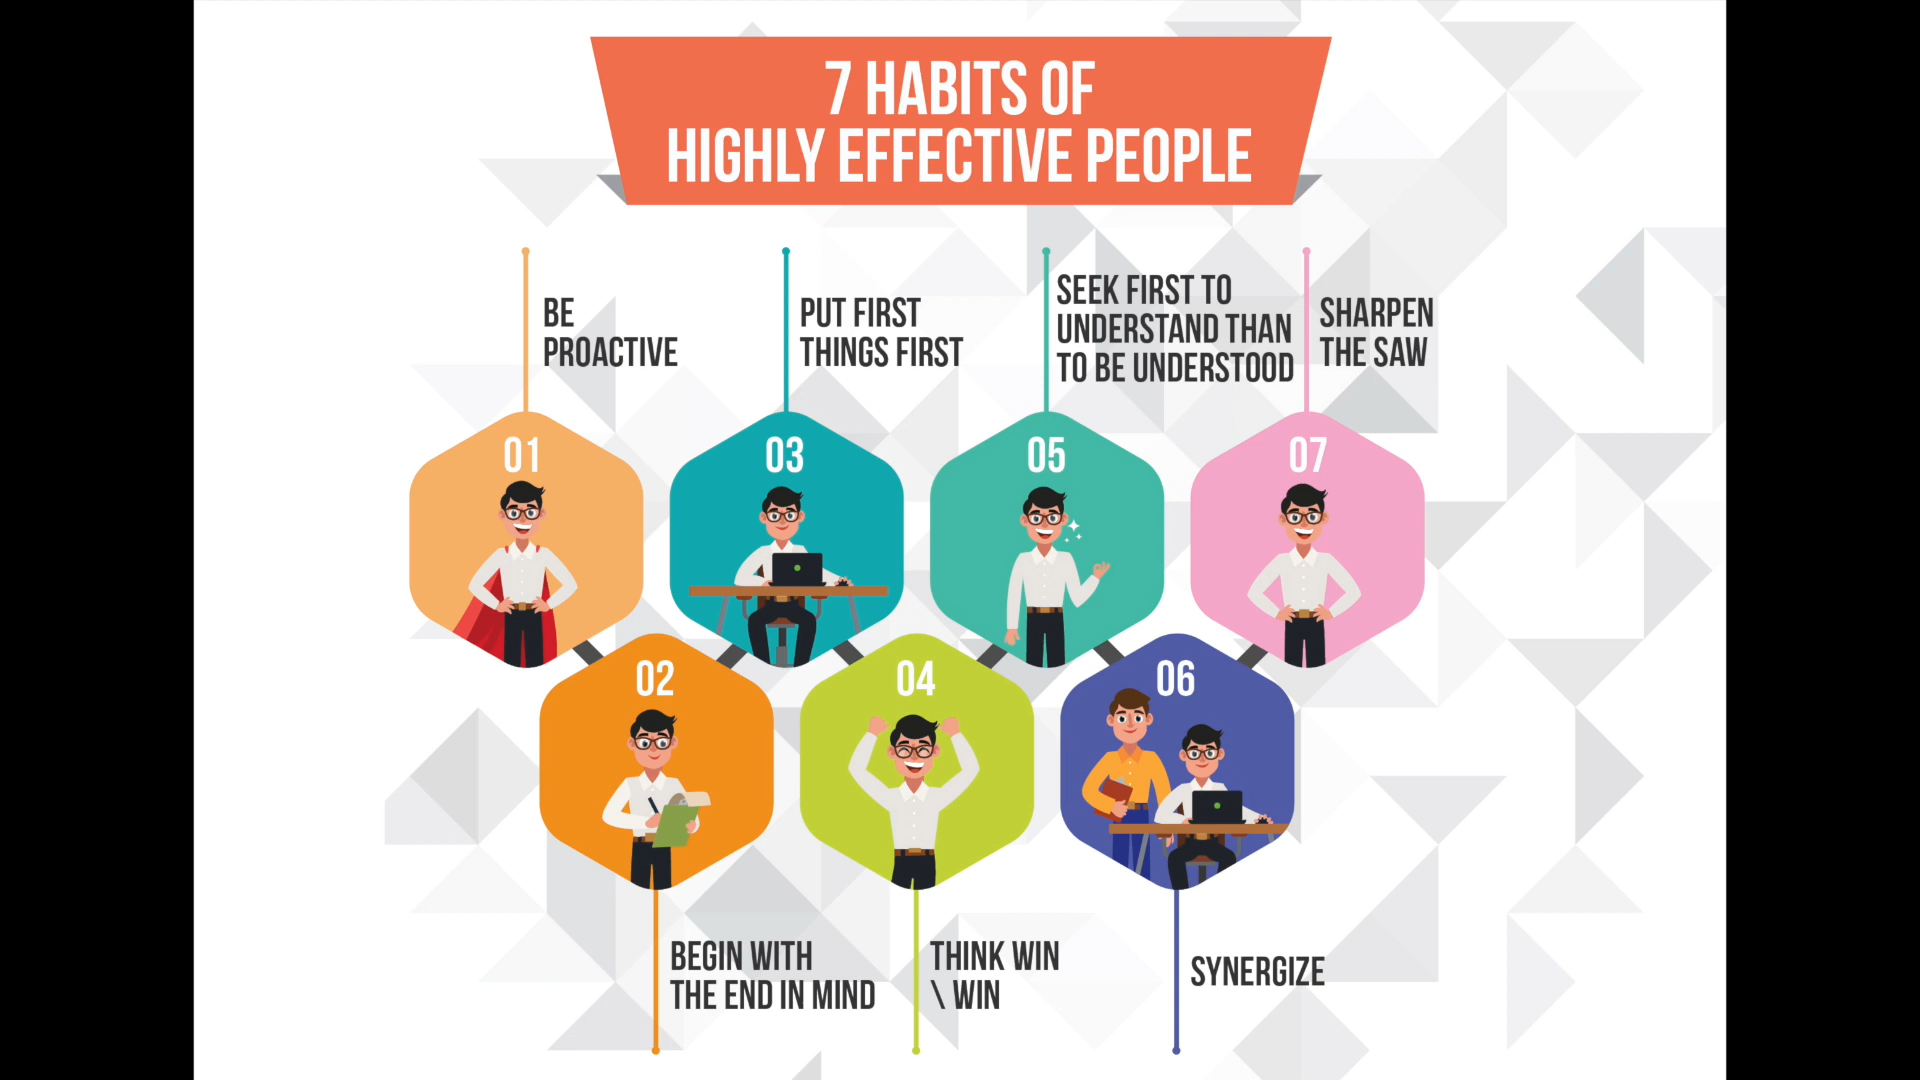 7 HABITS OF
HIGHLY EFFECTIVE PEOPLE
BE
PROACTIVE
PUT FIRST
THINGS FIRST
SEEK FIRST TO
UNDERSTAND THAN
TO BE UNDERSTOOD
SHARPEN
THE SAW
01
03
05
07
02
04
06
BEGIN WITH
THE END IN MIND
THINK WIN
\ WIN
SYNERGIZE